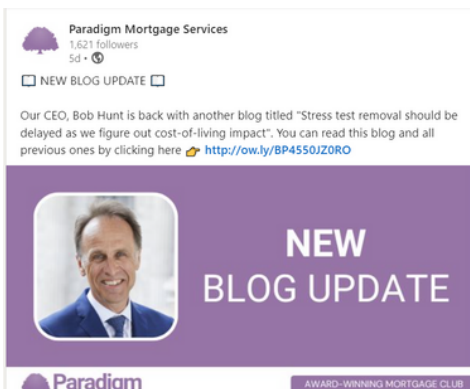 Paradigm Mortgage Services
1,621 followers
5d •
NEW BLOG UPDATE
Our CEO, Bob Hunt is back with another blog titled "Stress test removal should be
delayed as we figure out cost-of-living impact". You can read this blog and all
previous ones by clicking here 👉 http://ow.ly/BP4550JZ0RO
NEW
BLOG UPDATE
Paradigm
AWARD-WINNING MORTGAGE CLUB